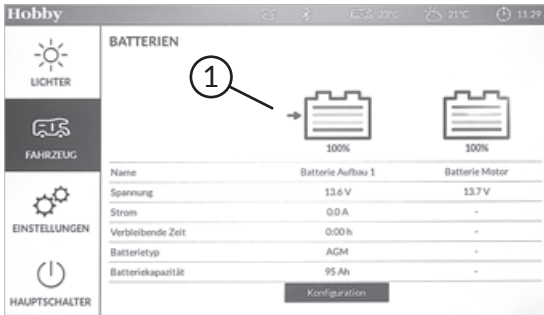 Hobby 23°C 21°C 11:29
BATTERIEN
LICHTER
FAHRZEUG
EINSTELLUNGEN
HAUPTSCHALTER
1
100% 100%
Name Batterie Aufbau 1 Batterie Motor
Spannung 13.6 V 13.7 V
Strom 0.0 A -
Verbleibende Zeit 0:00 h -
Batterietyp AGM -
Batteriekapazität 95 Ah -
Konfiguration